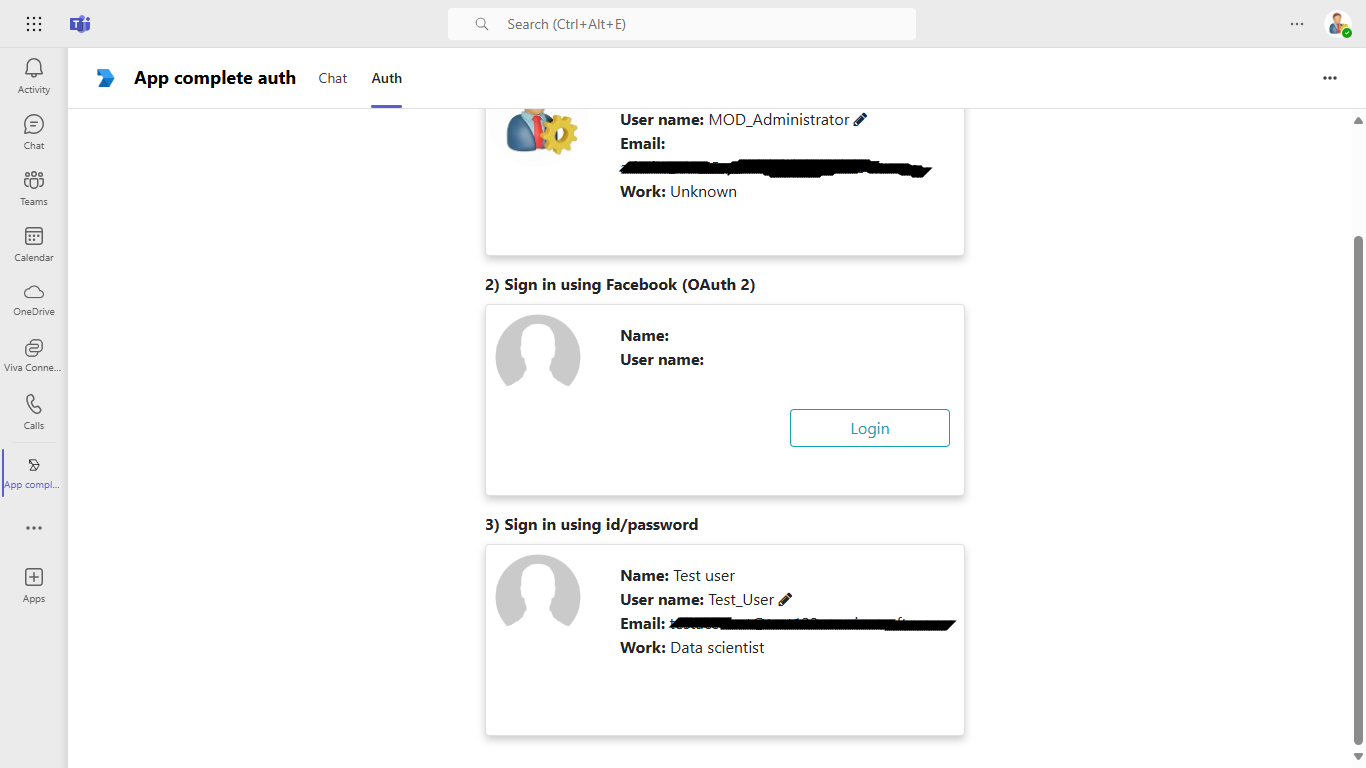 Search (Ctrl+Alt+E)
Activity
Chat
Teams
Calendar
OneDrive
Viva Conne...
Calls
App compl...
Apps
App complete auth
Chat
Auth
User name: MOD_Administrator
Email:
Work: Unknown
2) Sign in using Facebook (OAuth 2)
Name:
User name:
Login
3) Sign in using id/password
Name: Test user
User name: Test_User
Email:
Work: Data scientist